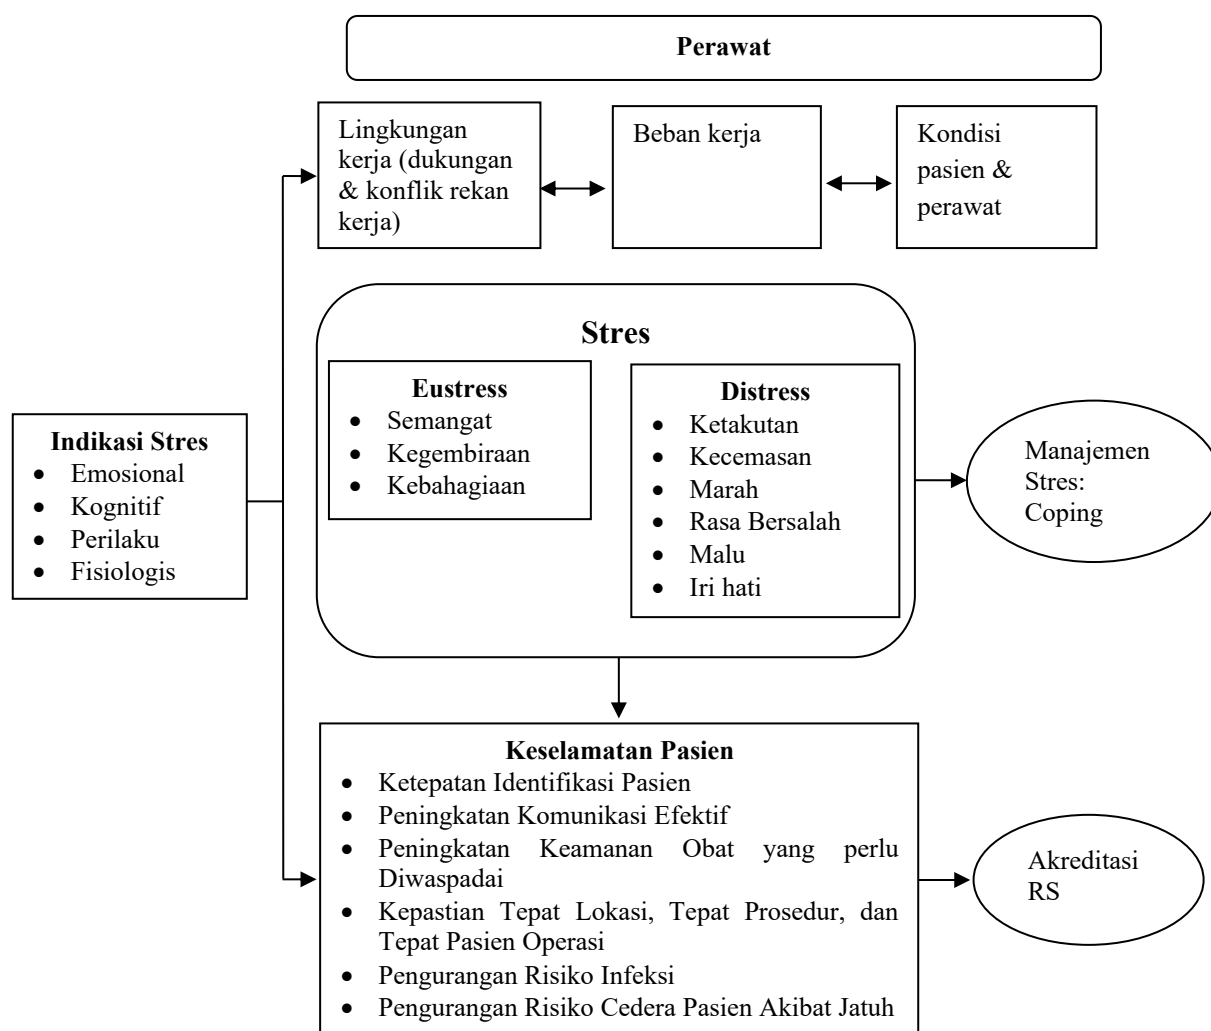 Perawat
Lingkungan
kerja (dukungan
& konflik rekan
kerja)
Beban kerja
Kondisi
pasien &
perawat
Stres
Eustress
• Semangat
• Kegembiraan
• Kebahagiaan
Distress
• Ketakutan
• Kecemasan
• Marah
• Rasa Bersalah
• Malu
• Iri hati
Indikasi Stres
• Emosional
• Kognitif
• Perilaku
• Fisiologis
Manajemen
Stres:
Coping
Keselamatan Pasien
• Ketepatan Identifikasi Pasien
• Peningkatan Komunikasi Efektif
• Peningkatan Keamanan Obat yang perlu
Diwaspadai
• Kepastian Tepat Lokasi, Tepat Prosedur, dan
Tepat Pasien Operasi
• Pengurangan Risiko Infeksi
• Pengurangan Risiko Cedera Pasien Akibat Jatuh
Akreditasi
RS